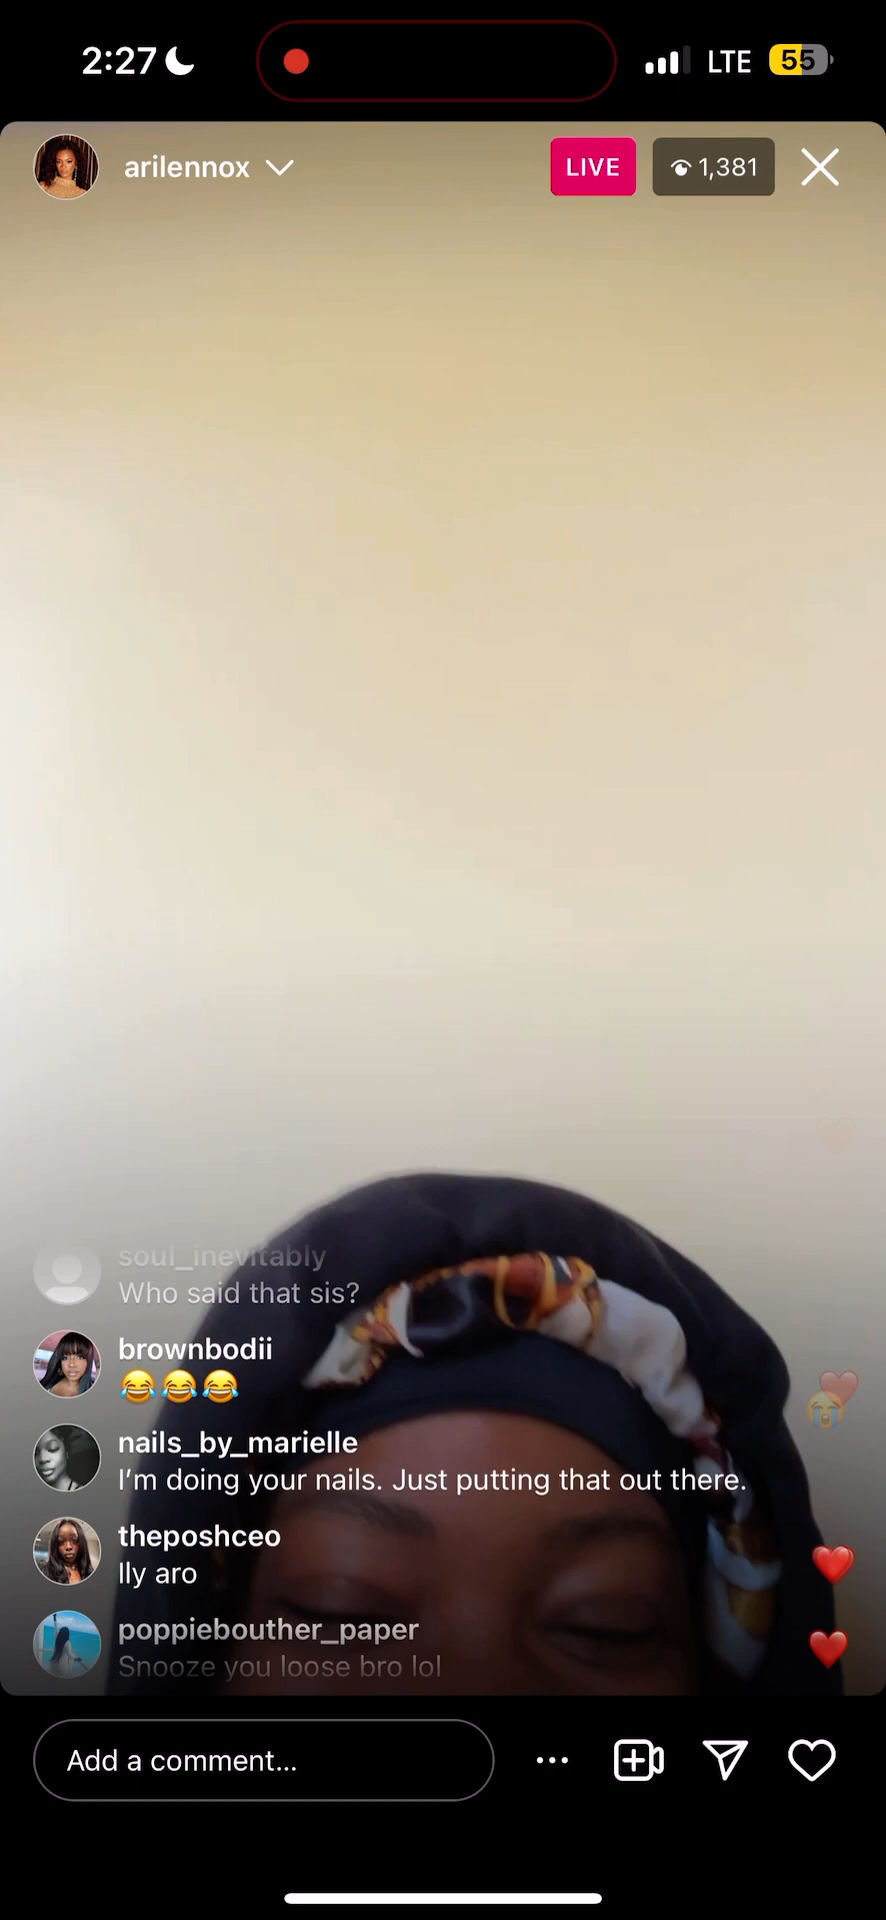 2:27
LTE
55
arilennox
LIVE
1,381
soul_inevitably
Who said that sis?
brownbodii
😂😂😂
nails_by_marielle
I'm doing your nails. Just putting that out there.
theposhceo
Ily aro
poppiebouther_paper
Snooze you loose bro lol
Add a comment...